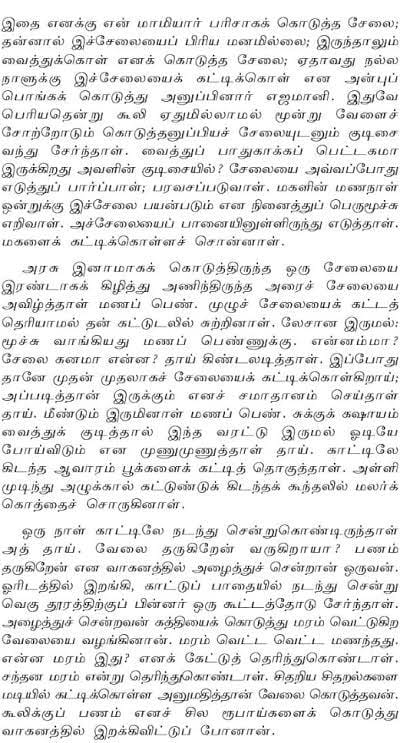 இதை எனக்கு என் மாமியார் பரிசாகக் கொடுத்த சேலை;
தன்னால் இச்சேலையைப் பிரிய மனமில்லை; இருந்தாலும்
வைத்துக்கொள் எனக் கொடுத்த சேலை; ஏதாவது நல்ல
நாளுக்கு இச்சேலையைக் கட்டிக்கொள் என அன்புப்
பொங்கக் கொடுத்து அனுப்பினார் எஜமானி. இதுவே
பெரியதென்று கூலி ஏதுமில்லாமல் மூன்று வேளைச்
சோற்றோடும் கொடுத்தனுப்பியச் சேலையுடனும் குடிசை
வந்து சேர்ந்தாள். வைத்துப் பாதுகாக்கப் பெட்டகமா
இருக்கிறது அவளின் குடிசையில்? சேலையை அவ்வப்போது
எடுத்துப் பார்ப்பாள்; பரவசப்படுவாள். மகளின் மணநாள்
ஒன்றுக்கு இச்சேலை பயன்படும் என நினைத்துப் பெருமூச்சு
எறிவாள். அச்சேலையைப் பானையினுள்ளிருந்து எடுத்தாள்.
மகளைக் கட்டிக்கொள்ளச் சொன்னாள்.
அரசு இனாமாகக் கொடுத்திருந்த ஒரு சேலையை
இரண்டாகக் கிழித்து அணிந்திருந்த அரைச் சேலையை
அவிழ்த்தாள் மணப் பெண். முழுச் சேலையைக் கட்டத்
தெரியாமல் தன் கட்டுடலில் சுற்றினாள். லேசான இருமல்:
மூச்சு வாங்கியது மணப் பெண்ணுக்கு. என்னம்மா?
சேலை கனமா என்ன? தாய் கிண்டலடித்தாள். இப்போது
தானே முதன் முதலாகச் சேலையைக் கட்டிக்கொள்கிறாய்;
அப்படித்தான் இருக்கும் எனச் சமாதானம் செய்தாள்
தாய். மீண்டும் இருமினாள் மணப் பெண். சுக்குக் கஷாயம்
வைத்துக் குடித்தால் இந்த வரட்டு இருமல் ஓடியே
போய்விடும் என முணுமுணுத்தாள் தாய். காட்டிலே
கிடந்த ஆவாரம் பூக்களைக் கட்டித் தொகுத்தாள். அள்ளி
முடிந்து அழுக்கால் கட்டுண்டுக் கிடந்தக் கூந்தலில் மலர்க்
கொத்தைச் சொருகினாள்.
ஒரு நாள் காட்டிலே நடந்து சென்றுகொண்டிருந்தாள்
அத் தாய். வேலை தருகிறேன் வருகிறாயா? பணம்
தருகிறேன் என வாகனத்தில் அழைத்துச் சென்றான் ஒருவன்.
ஓரிடத்தில் இறங்கி, காட்டுப் பாதையில் நடந்து சென்று
வெகு தூரத்திற்குப் பின்னர் ஒரு கூட்டத்தோடு சேர்ந்தாள்.
அழைத்துச் சென்றவன் கத்தியைக் கொடுத்து மரம் வெட்டுகிற
வேலையை வழங்கினான். மரம் வெட்ட வெட்ட மணந்தது.
என்ன மரம் இது? எனக் கேட்டுத் தெரிந்துகொண்டாள்.
சந்தன மரம் என்று தெரிந்துகொண்டாள். சிதறிய சிதறல்களை
மடியில் கட்டிக்கொள்ள அனுமதித்தான் வேலை கொடுத்தவன்.
கூலிக்குப் பணம் எனச் சில ரூபாய்களைக் கொடுத்து
வாகனத்தில் இறக்கிவிட்டுப் போனான்.